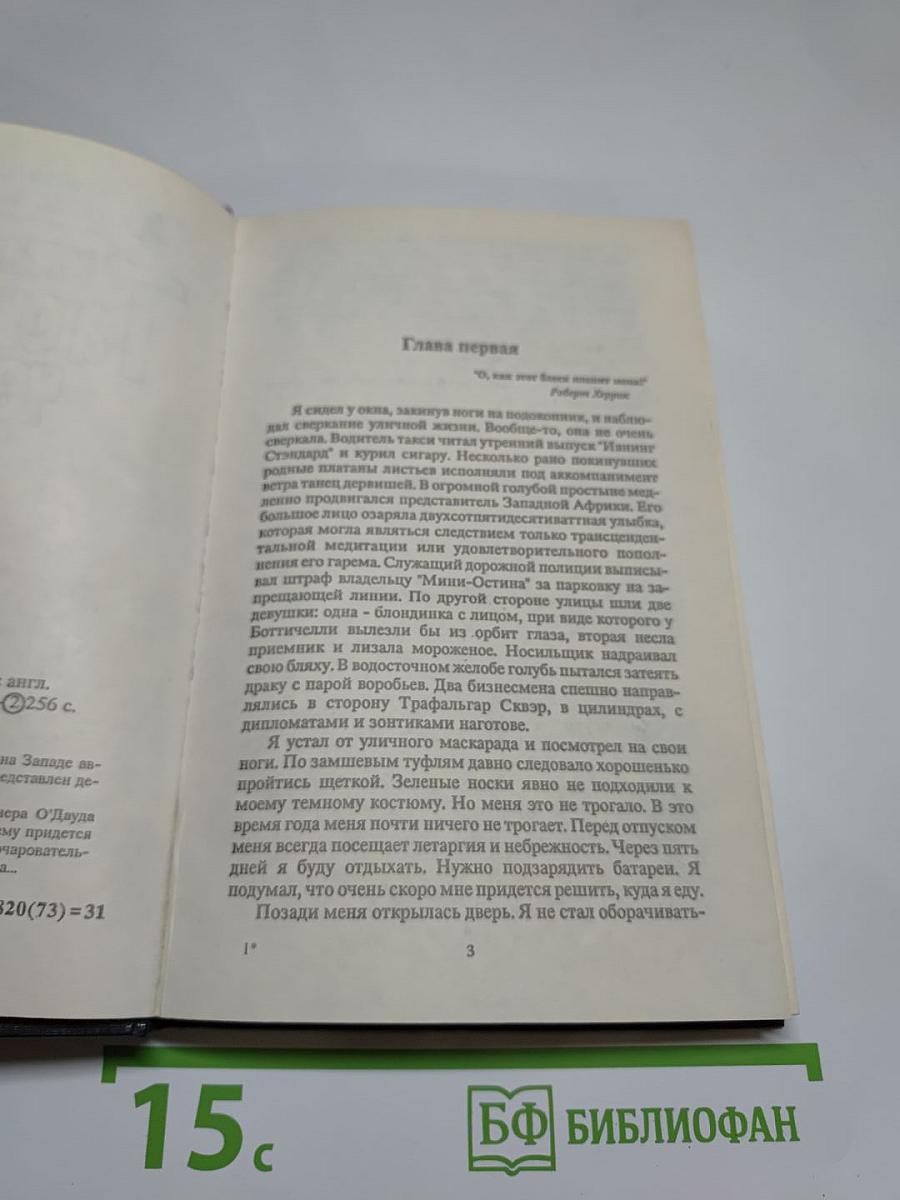 : англ.
2 256 с.
на Западе ав-
едставлен де-
нера О'Дауда
ему придется
очарователь-
а...
820(73)=31
Глава первая
"О, как этот блеск пленяет меня!"
Роберт Херрик
Я сидел у окна, закинув ноги на подоконник, и наблю-
дал сверкание уличной жизни. Вообще-то, она не очень
сверкала. Водитель такси читал утренний выпуск "Ивнинг
Стэндард" и курил сигару. Несколько рано покинувших
родные платаны листьев исполняли под аккомпанимент
ветра танец дервишей. В огромной голубой простыне мед-
ленно продвигался представитель Западной Африки. Его
большое лицо озаряла двухсотпятидесятиваттная улыбка,
которая могла являться следствием только трансценден-
тальной медитации или удовлетворительного попол-
нения его гарема. Служащий дорожной полиции выписы-
вал штраф владельцу "Мини-Остина" за парковку на за-
прещающей линии. По другой стороне улицы шли две
девушки: одна - блондинка с лицом, при виде которого у
Боттичелли вылезли бы из орбит глаза, вторая несла
приемник и лизала мороженое. Носильщик надраивал
свою бляху. В водосточном желобе голубь пытался затеять
драку с парой воробьев. Два бизнесмена спешно направ-
лялись в сторону Трафальгар Сквэр, в цилиндрах, с
дипломатами и зонтиками наготове.
Я устал от уличного маскарада и посмотрел на свои
ноги. По замшевым туфлям давно следовало хорошенько
пройтись щеткой. Зеленые носки явно не подходили к
моему темному костюму. Но меня это не трогало. В это
время года меня почти ничего не трогает. Перед отпуском
меня всегда посещает летаргия и небрежность. Через пять
дней я буду отдыхать. Нужно подзарядить батареи. Я
подумал, что очень скоро мне придется решить, куда я еду.
Позади меня открылась дверь. Я не стал оборачивать-
1*
3
15 с
БФ БИБЛИОФАН